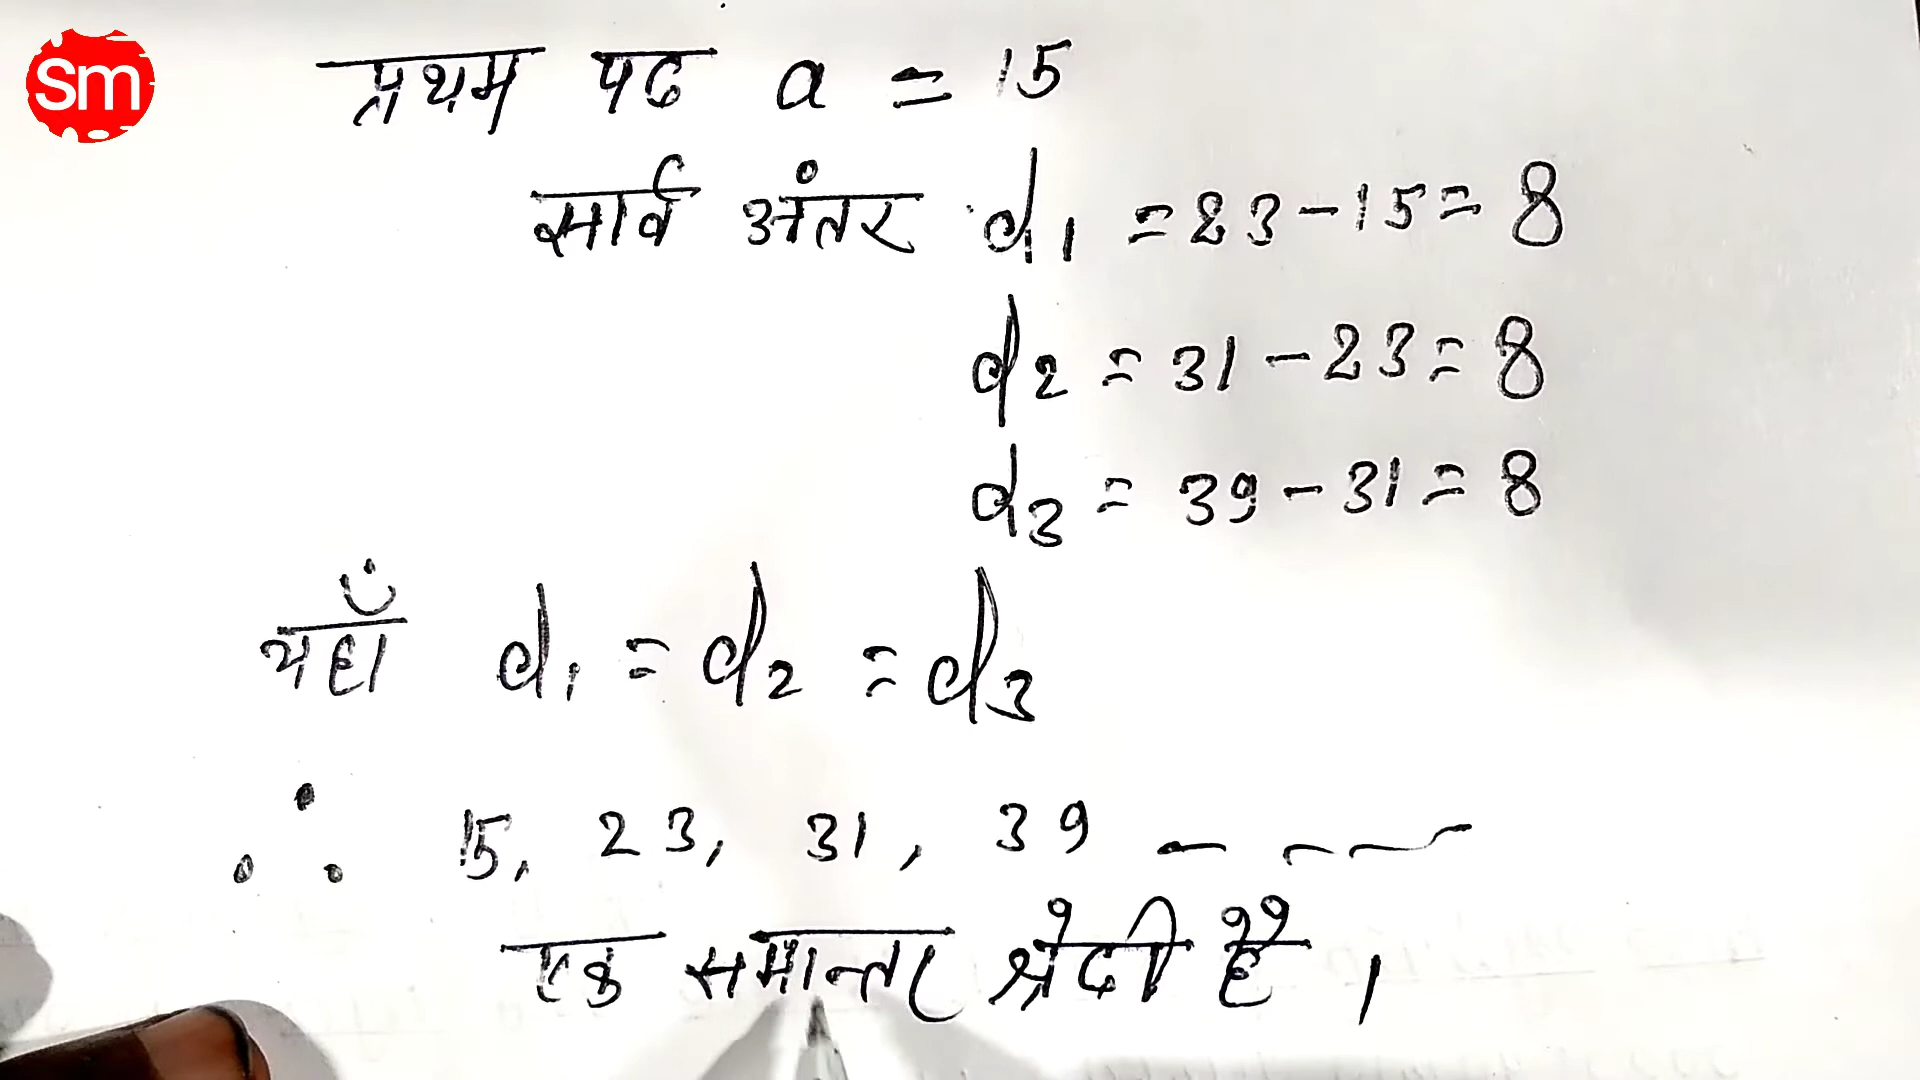 Sm
प्रथम पद a = 15
सार्व अंतर d1 = 23 - 15 = 8
d2 = 31 - 23 = 8
d3 = 39 - 31 = 8
यहाँ d1 = d2 = d3
∴ 15, 23, 31, 39 - - -
एक समान्तर श्रेढी है ।